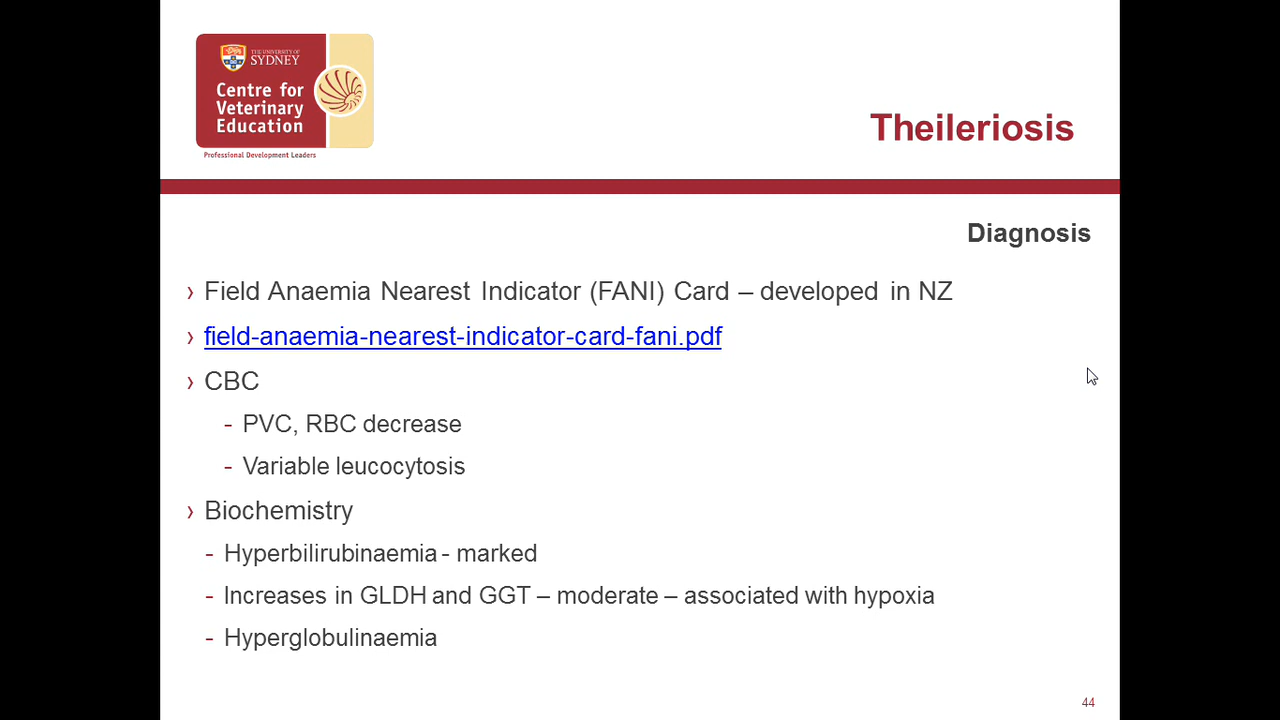 THE UNIVERSITY OF
SYDNEY
Centre for
Veterinary
Education
Professional Development Leaders
Theileriosis
Diagnosis
› Field Anaemia Nearest Indicator (FANI) Card – developed in NZ
› field-anaemia-nearest-indicator-card-fani.pdf
› CBC
- PVC, RBC decrease
- Variable leucocytosis
› Biochemistry
- Hyperbilirubinaemia - marked
- Increases in GLDH and GGT – moderate – associated with hypoxia
- Hyperglobulinaemia
44